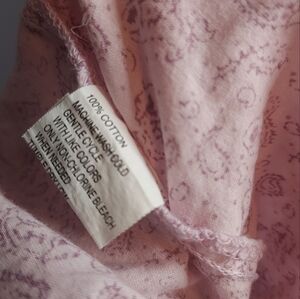 100% COTTON
MACHINE WASH COLD
GENTLE CYCLE
WITH LIKE COLORS
ONLY NON-CHLORINE BLEACH
WHEN NEEDED